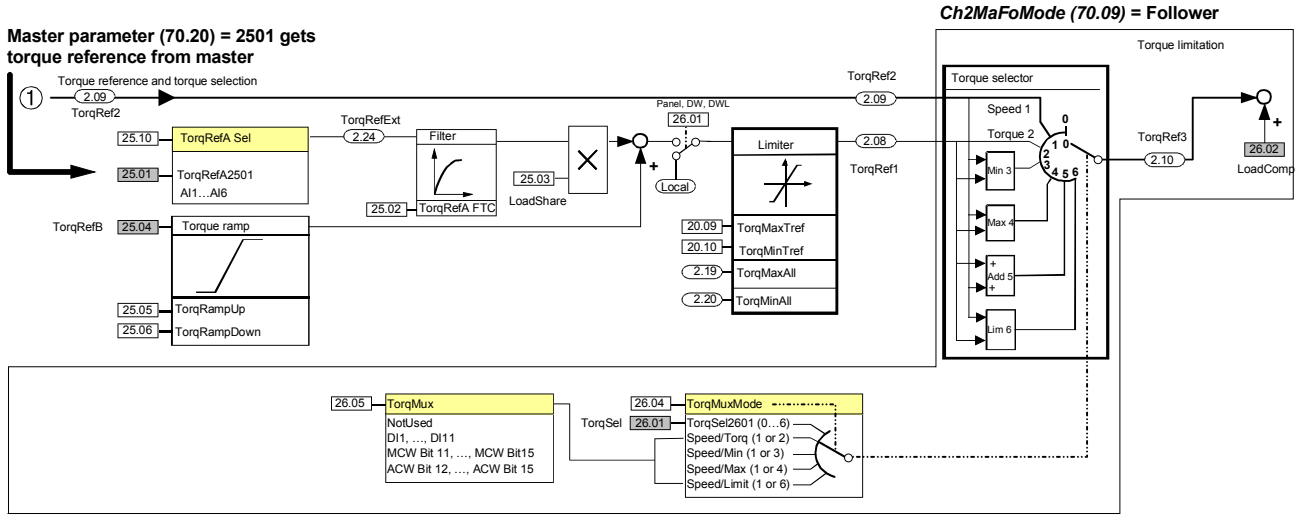 Ch2MaFoMode (70.09) = Follower
Master parameter (70.20) = 2501 gets
torque reference from master
Torque limitation
1
Torque reference and torque selection
2.09
TorqRef2
TorqRef2
2.09
Torque selector
Panel, DW, DWL
26.01
Speed 1
0
TorqRefExt
2.24
25.10
TorqRefA Sel
Filter
Limiter
2.08
TorqRef1
Torque 2
1 0
2
3
4 5 6
TorqRef3
2.10
+
26.02
LoadComp
25.01
TorqRefA2501
AI1...AI6
25.03
LoadShare
+
Local
Min 3
25.02
TorqRefA FTC
TorqRefB
25.04
Torque ramp
20.09
TorqMaxTref
Max 4
20.10
TorqMinTref
2.19
TorqMaxAll
+
Add 5
+
2.20
TorqMinAll
25.05
TorqRampUp
25.06
TorqRampDown
Lim 6
26.05
TorqMux
26.04
TorqMuxMode
NotUsed
TorqSel
26.01
TorqSel2601 (0...6)
DI1, ..., DI11
Speed/Torq (1 or 2)
MCW Bit 11, ..., MCW Bit15
Speed/Min (1 or 3)
ACW Bit 12, ..., ACW Bit 15
Speed/Max (1 or 4)
Speed/Limit (1 or 6)